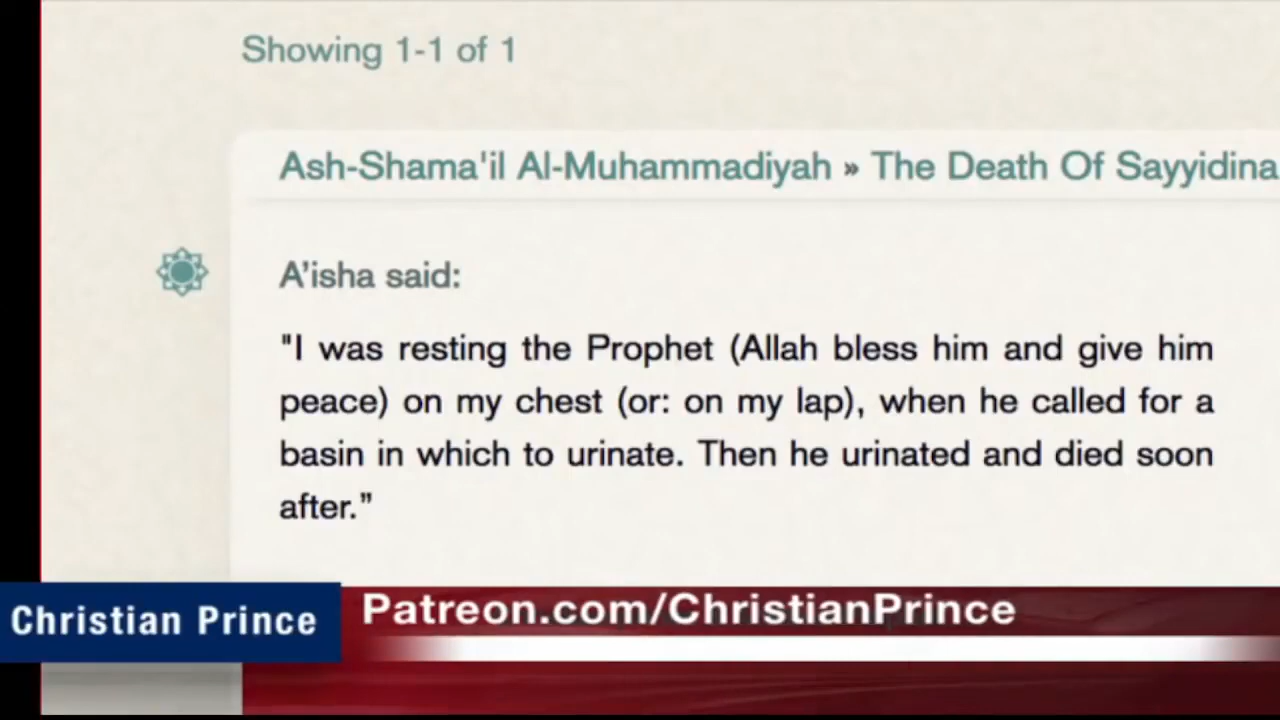 Showing 1-1 of 1
Ash-Shama'il Al-Muhammadiyah » The Death Of Sayyidina
A’isha said:
"I was resting the Prophet (Allah bless him and give him
peace) on my chest (or: on my lap), when he called for a
basin in which to urinate. Then he urinated and died soon
after.”
Christian Prince
Patreon.com/ChristianPrince